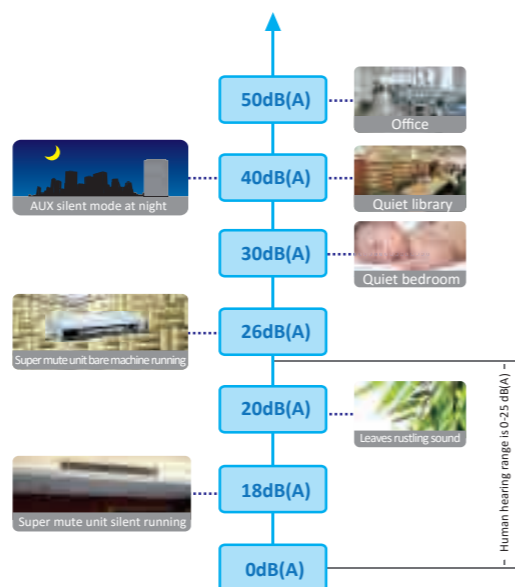 50dB(A)
Office
40dB(A)
AUX silent mode at night
Quiet library
30dB(A)
Quiet bedroom
26dB(A)
Super mute unit bare machine running
20dB(A)
Leaves rustling sound
18dB(A)
Super mute unit silent running
0dB(A)
Human hearing range is 0-25 dB(A)